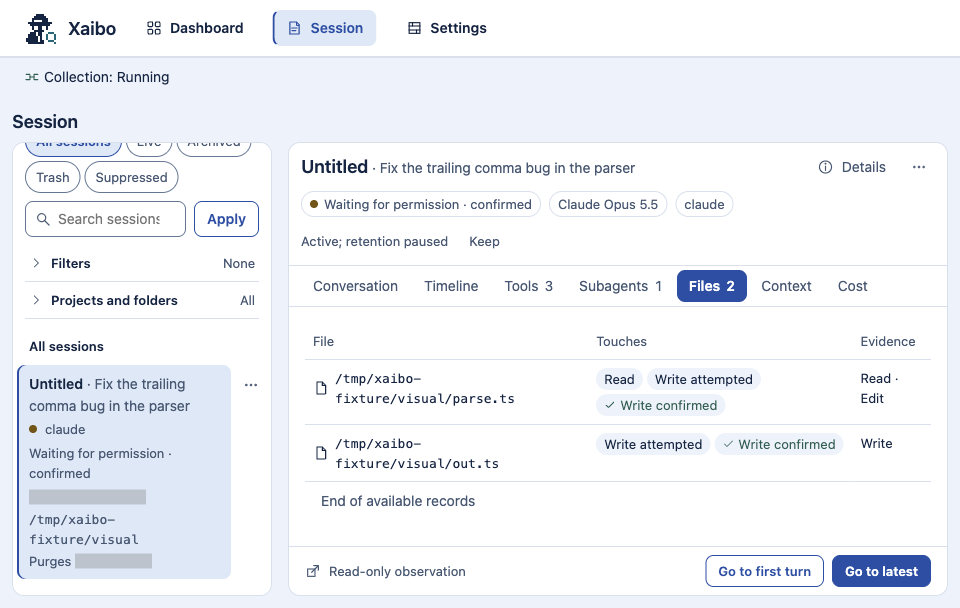 Xaibo
Dashboard
Session
Settings
Collection: Running
Session
All sessions
Live
Archived
Trash
Suppressed
Search sessions
Apply
Filters
None
Projects and folders
All
All sessions
Untitled · Fix the trailing
comma bug in the parser
claude
Waiting for permission ·
confirmed
/tmp/xaibo-
fixture/visual
Purges
Untitled · Fix the trailing comma bug in the parser
Details
Waiting for permission · confirmed
Claude Opus 5.5
claude
Active; retention paused
Keep
Conversation
Timeline
Tools 3
Subagents 1
Files 2
Context
Cost
File
Touches
Evidence
/tmp/xaibo-
fixture/visual/parse.ts
Read
Write attempted
Write confirmed
Read ·
Edit
/tmp/xaibo-
fixture/visual/out.ts
Write attempted
Write confirmed
Write
End of available records
Read-only observation
Go to first turn
Go to latest